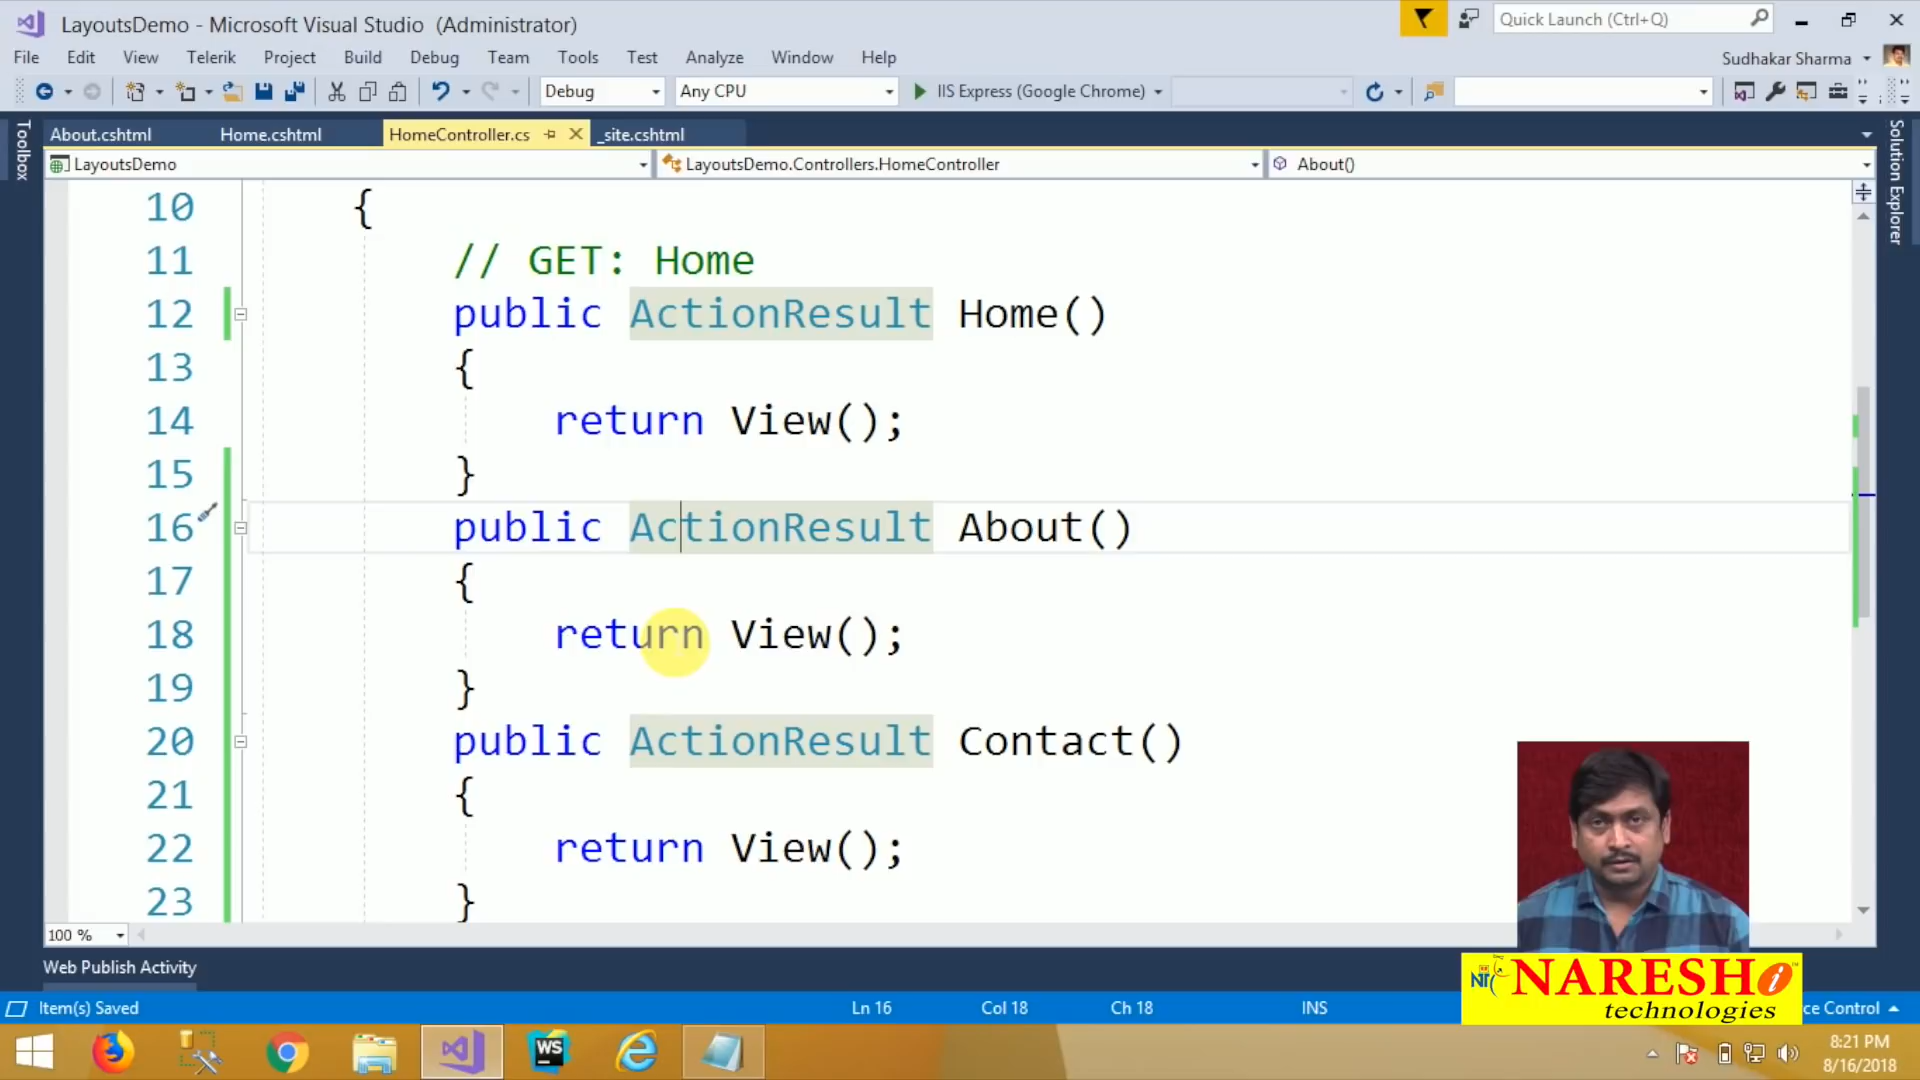 LayoutsDemo - Microsoft Visual Studio (Administrator)
Quick Launch (Ctrl+Q)
File Edit View Telerik Project Build Debug Team Tools Test Analyze Window Help
Sudhakar Sharma
Debug Any CPU IIS Express (Google Chrome)
About.cshtml Home.cshtml HomeController.cs _site.cshtml
Toolbox
Solution Explorer
LayoutsDemo LayoutsDemo.Controllers.HomeController About()
10 {
11 // GET: Home
12 public ActionResult Home()
13 {
14 return View();
15 }
16 public ActionResult About()
17 {
18 return View();
19 }
20 public ActionResult Contact()
21 {
22 return View();
23 }
100 %
Web Publish Activity
NARESH i
technologies
Item(s) Saved Ln 16 Col 18 Ch 18 INS ce Control
WS
8:21 PM
8/16/2018